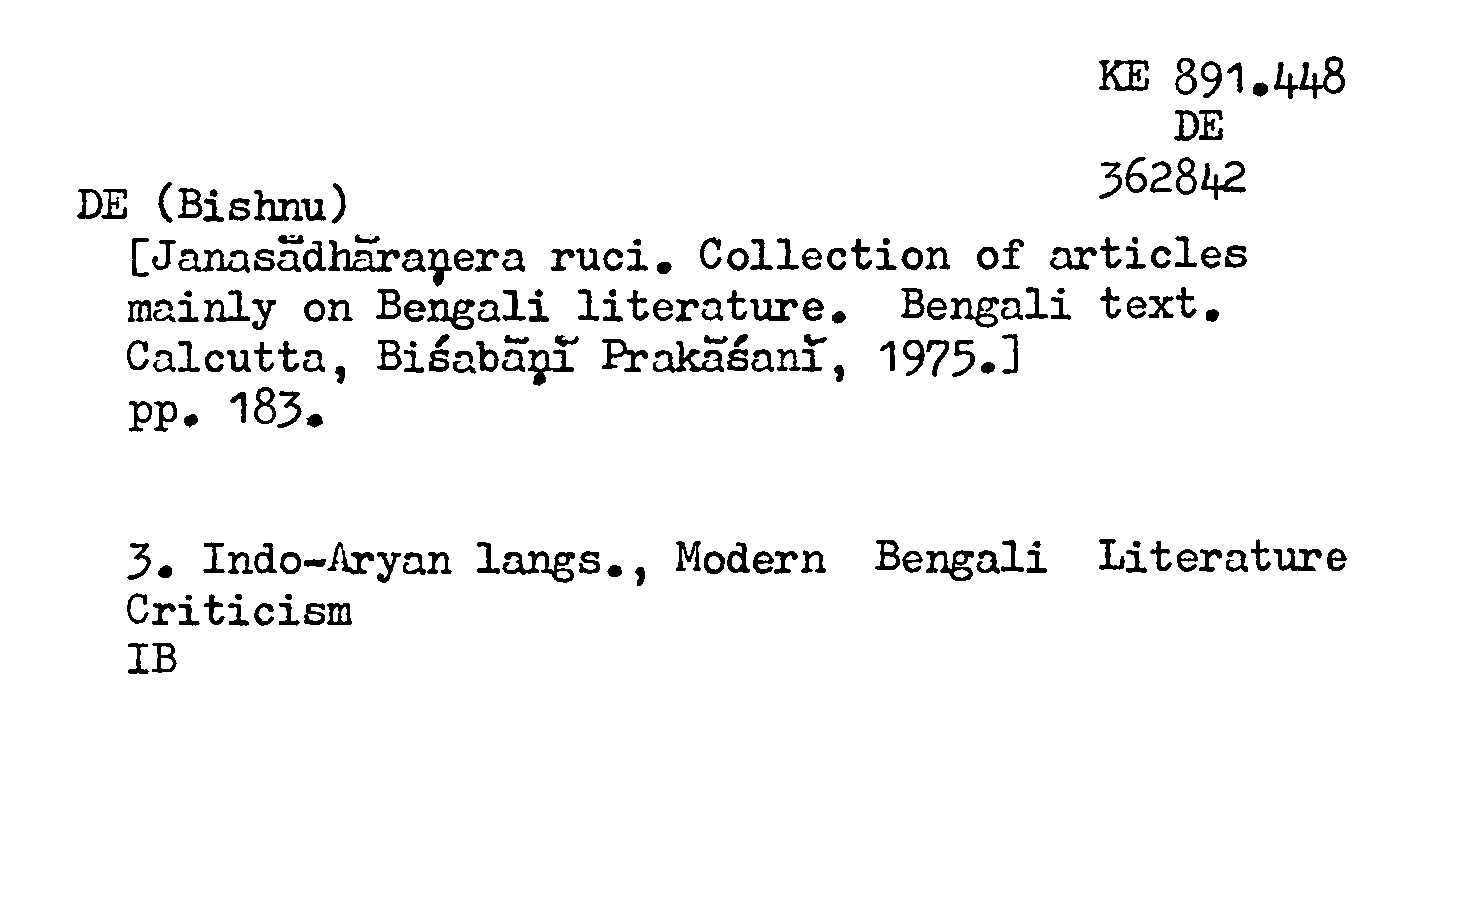 KE 891.448
DE
362842
DE (Bishnu)
[Janasādhāraṇera ruci. Collection of articles
mainly on Bengali literature. Bengali text.
Calcutta, Biśabāṇī Prakāśanī, 1975.]
pp. 183.
3. Indo-Aryan langs., Modern Bengali Literature
Criticism
IB